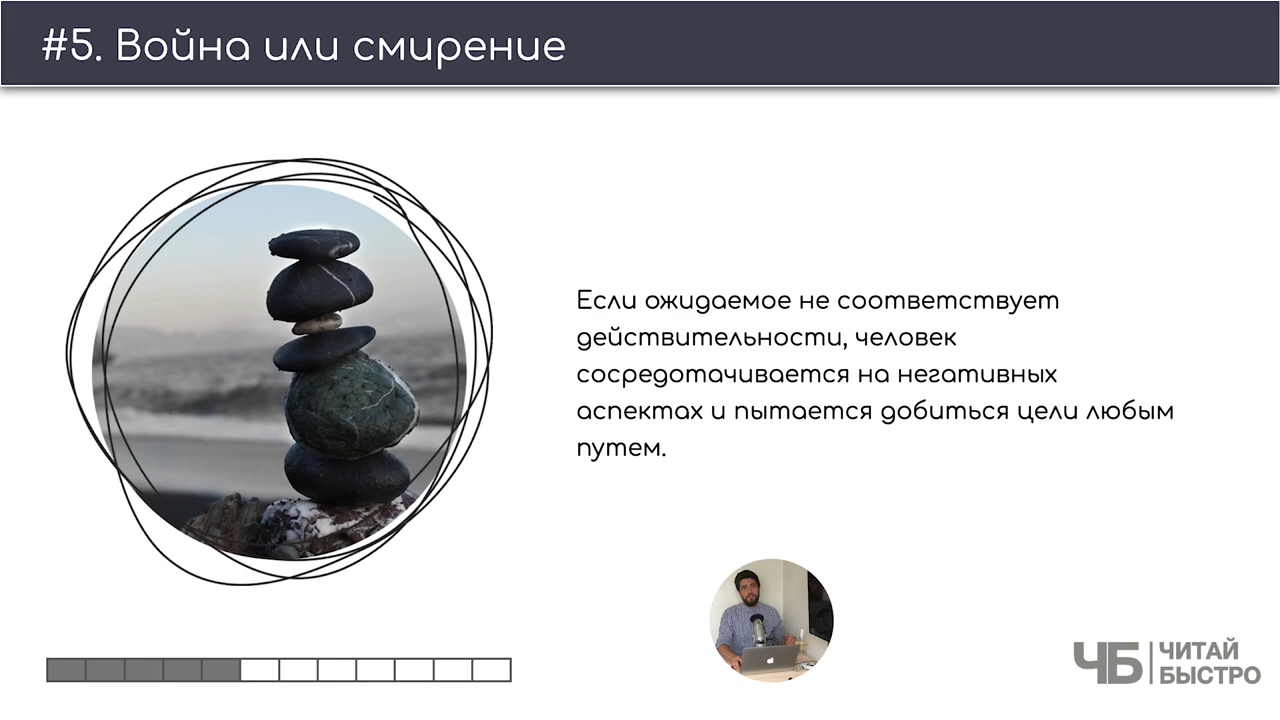 #5. Война или смирение
Если ожидаемое не соответствует
действительности, человек
сосредотачивается на негативных
аспектах и пытается добиться цели любым
путем.
ЧБ
ЧИТАЙ
БЫСТРО